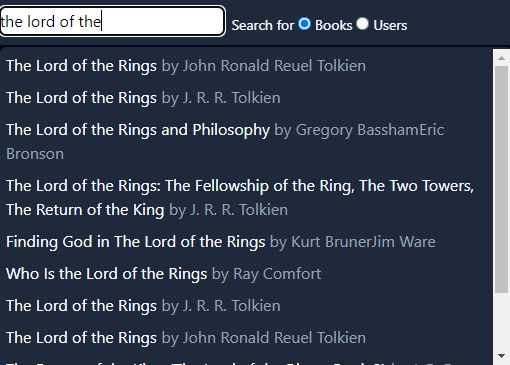 the lord of the
Search for Books Users
The Lord of the Rings by John Ronald Reuel Tolkien
The Lord of the Rings by J. R. R. Tolkien
The Lord of the Rings and Philosophy by Gregory BasshamEric
Bronson
The Lord of the Rings: The Fellowship of the Ring, The Two Towers,
The Return of the King by J. R. R. Tolkien
Finding God in The Lord of the Rings by Kurt BrunerJim Ware
Who Is the Lord of the Rings by Ray Comfort
The Lord of the Rings by J. R. R. Tolkien
The Lord of the Rings by John Ronald Reuel Tolkien